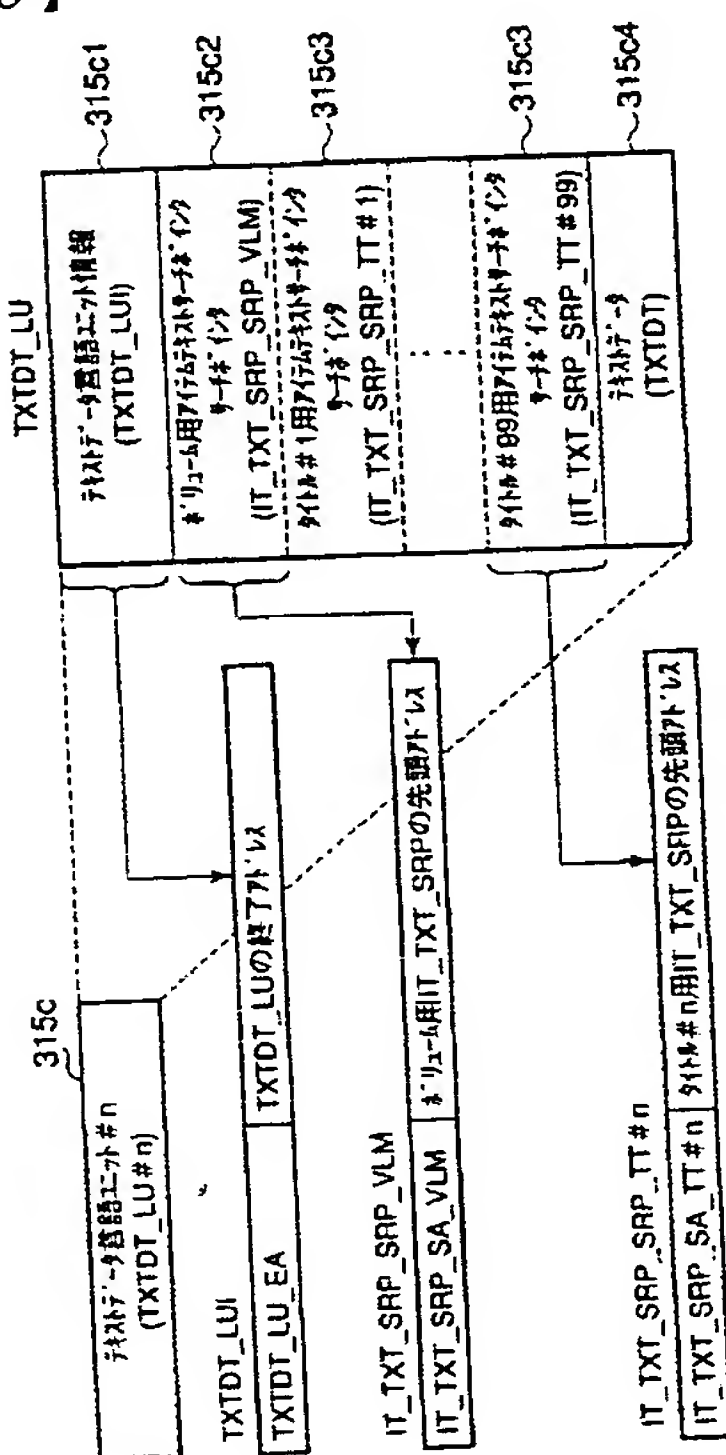 】
315c
テキストデータ言語ユニット#n
(TXTDT_LU#n)
TXTDT_LU
テキストデータ言語ユニット情報
(TXTDT_LUI)
315c1
ボリューム用アイテムテキストサーチポインタ
サーチポインタ
(IT_TXT_SRP_SRP_VLM)
315c2
タイトル#1用アイテムテキストサーチポインタ
サーチポインタ
(IT_TXT_SRP_SRP_TT#1)
315c3
タイトル#99用アイテムテキストサーチポインタ
サーチポインタ
(IT_TXT_SRP_SRP_TT#99)
315c3
テキストデータ
(TXTDT)
315c4
TXTDT_LUI
TXTDT_LU_EA
TXTDT_LUの終了アドレス
IT_TXT_SRP_SRP_VLM
IT_TXT_SRP_SA_VLM
ボリューム用IT_TXT_SRPの先頭アドレス
IT_TXT_SRP_SRP_TT#n
IT_TXT_SRP_SA_TT#n
タイトル#n用IT_TXT_SRPの先頭アドレス